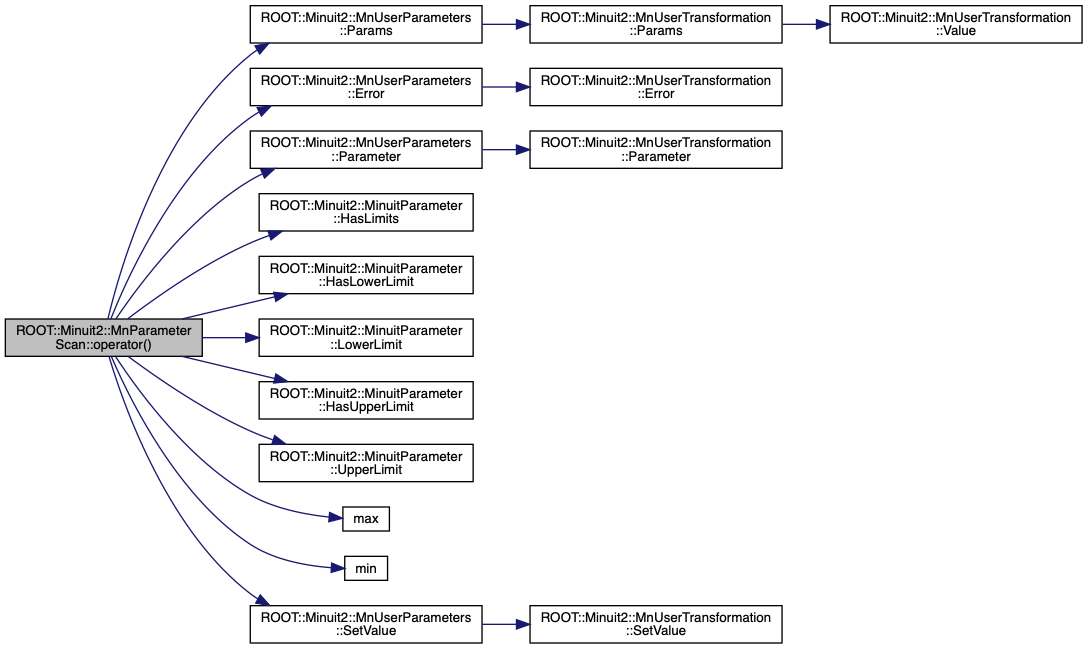 ROOT::Minuit2::MnUserParameters
::Params
ROOT::Minuit2::MnUserTransformation
::Params
ROOT::Minuit2::MnUserTransformation
::Value
ROOT::Minuit2::MnUserParameters
::Error
ROOT::Minuit2::MnUserTransformation
::Error
ROOT::Minuit2::MnUserParameters
::Parameter
ROOT::Minuit2::MnUserTransformation
::Parameter
ROOT::Minuit2::MinuitParameter
::HasLimits
ROOT::Minuit2::MinuitParameter
::HasLowerLimit
ROOT::Minuit2::MnParameter
Scan::operator()
ROOT::Minuit2::MinuitParameter
::LowerLimit
ROOT::Minuit2::MinuitParameter
::HasUpperLimit
ROOT::Minuit2::MinuitParameter
::UpperLimit
max
min
ROOT::Minuit2::MnUserParameters
::SetValue
ROOT::Minuit2::MnUserTransformation
::SetValue